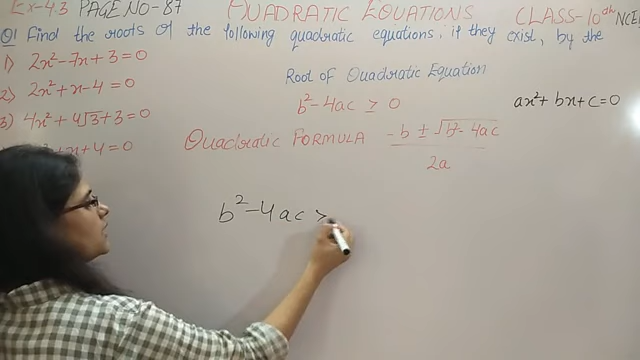 Ex-4.3 PAGE NO-87 QUADRATIC EQUATIONS CLASS-10th NCE
Q1 Find the roots of the following quadratic equations, if they exist, by the
1) 2x²-7x+3=0
2) 2x²+x-4=0
3) 4x²+4√3+3=0
+x+4=0
Root of Quadratic Equation
b²-4ac ≥ 0
ax²+bx+c=0
QUADRATIC FORMULA -b ± √b²-4ac
2a
b²-4ac >